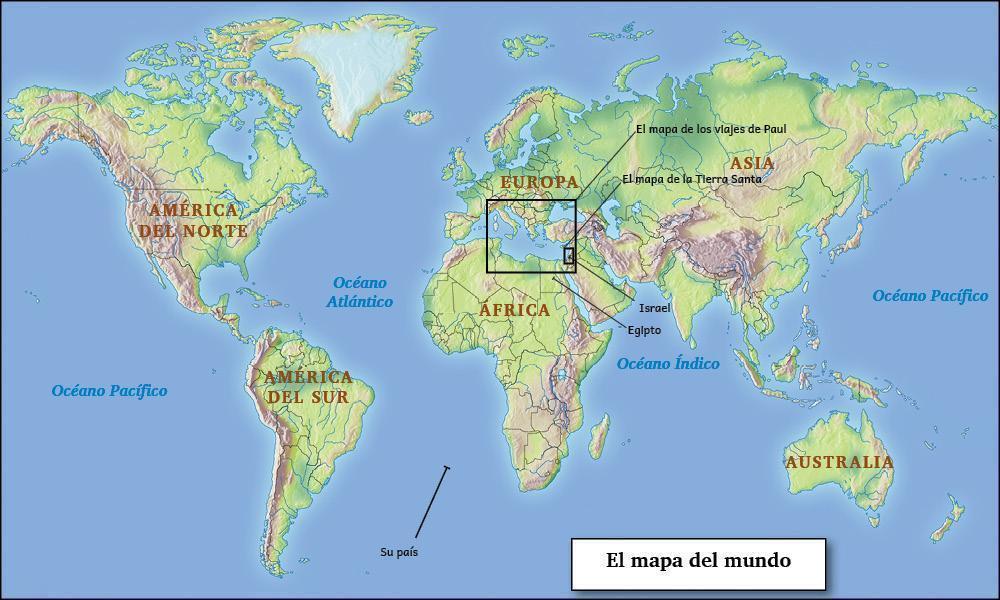 El mapa de los viajes de Paul
ASIA
El mapa de la Tierra Santa
EUROPA
AMÉRICA
DEL NORTE
Océano
Atlántico
Océano Pacífico
ÁFRICA
Israel
Egipto
Océano Índico
Océano Pacífico
AMÉRICA
DEL SUR
AUSTRALIA
Su país
El mapa del mundo